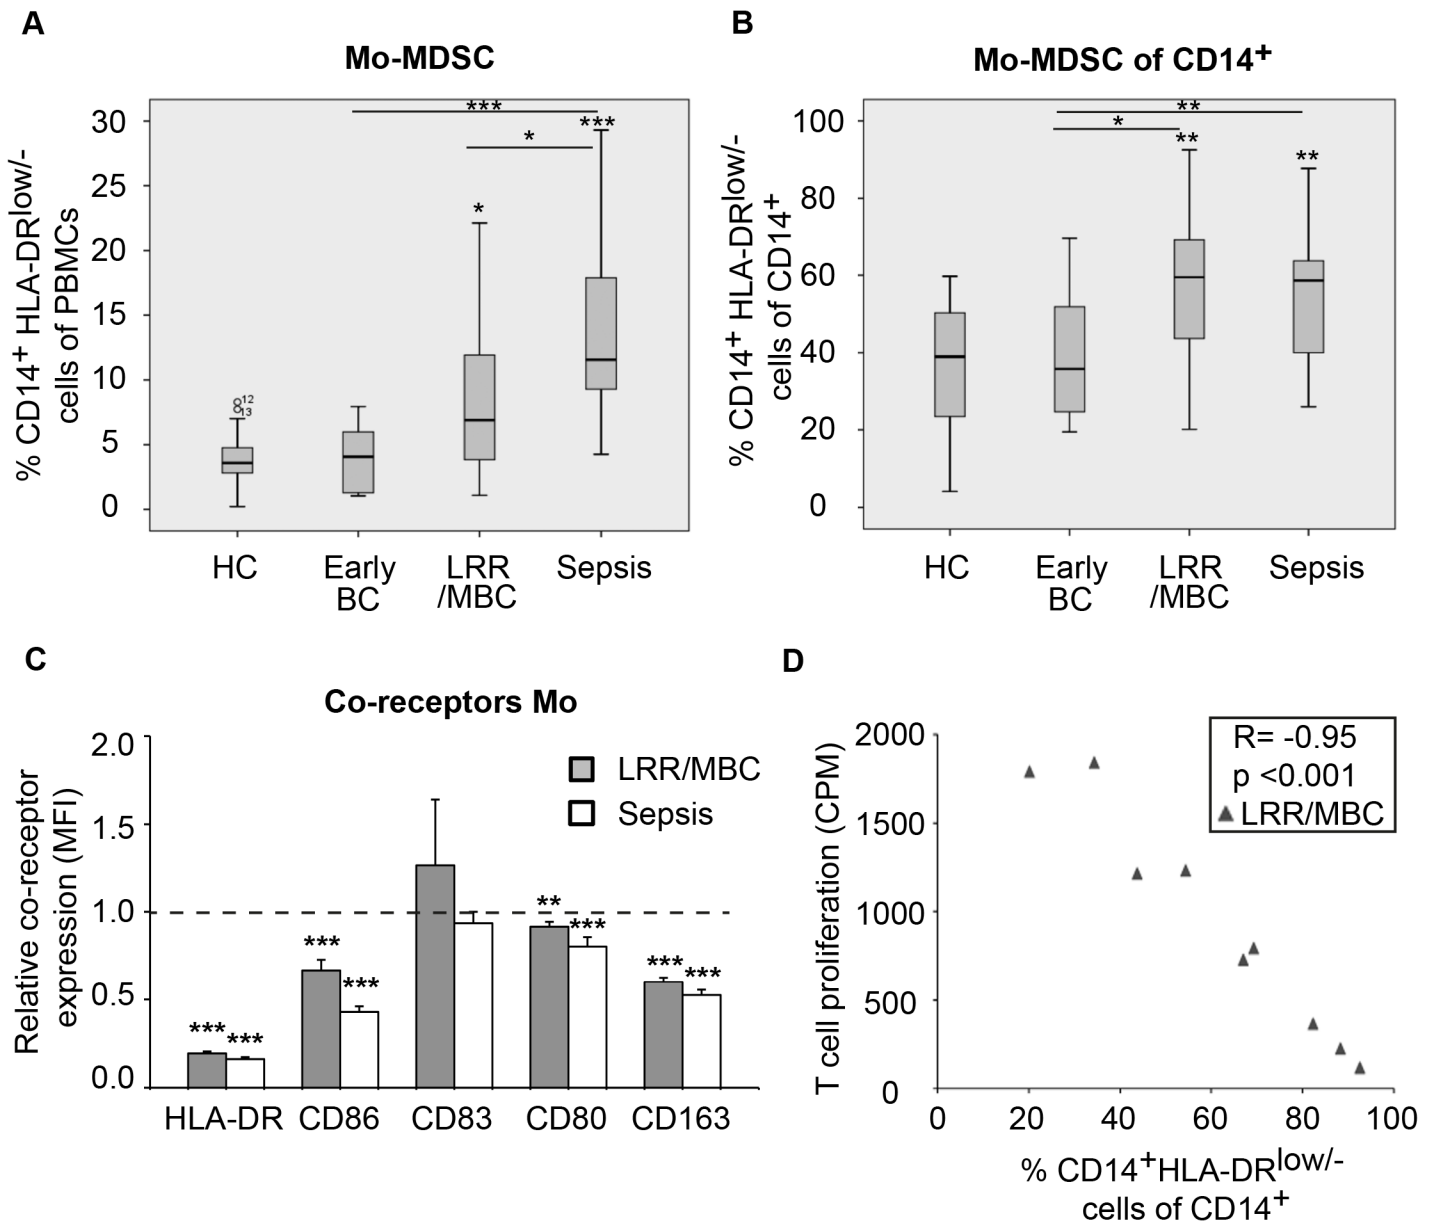 A
Mo-MDSC
% CD14+ HLA-DRlow/-
cells of PBMCs
30
25
20
15
10
5
0
***
***
*
*
12
13
HC
Early
BC
LRR
/MBC
Sepsis
B
Mo-MDSC of CD14+
% CD14+ HLA-DRlow/-
cells of CD14+
100
80
60
40
20
0
**
*
**
**
HC
Early
BC
LRR
/MBC
Sepsis
C
Co-receptors Mo
Relative co-receptor
expression (MFI)
2.0
1.5
1.0
0.5
0.0
LRR/MBC
Sepsis
***
***
***
***
**
***
***
***
HLA-DR
CD86
CD83
CD80
CD163
D
T cell proliferation (CPM)
2000
1500
1000
500
0
R= -0.95
p <0.001
LRR/MBC
0
20
40
60
80
100
% CD14+HLA-DRlow/-
cells of CD14+